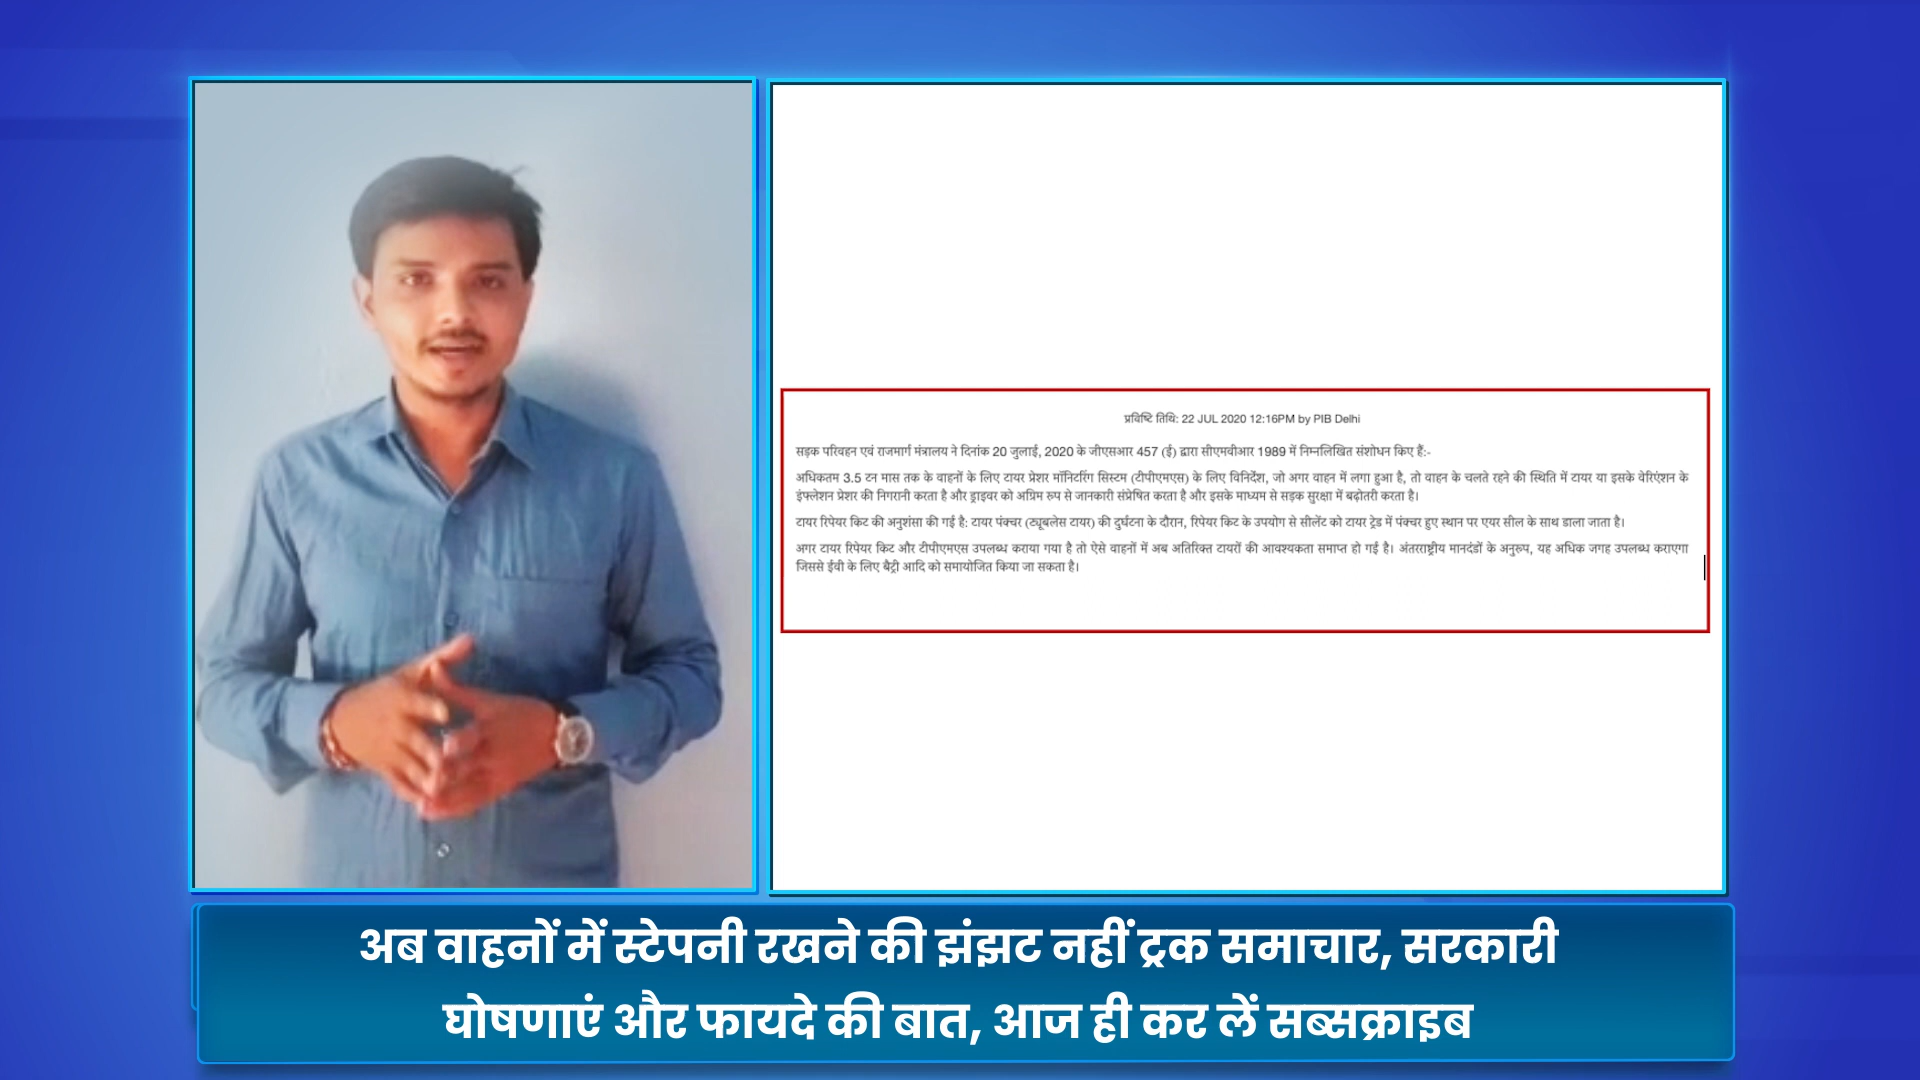 प्रविष्टि तिथि: 22 JUL 2020 12:16PM by PIB Delhi
सड़क परिवहन एवं राजमार्ग मंत्रालय ने दिनांक 20 जुलाई, 2020 के जीएसआर 457 (ई) द्वारा सीएमवीआर 1989 में निम्नलिखित संशोधन किए हैं:-
अधिकतम 3.5 टन मास तक के वाहनों के लिए टायर प्रेशर मॉनिटरिंग सिस्टम (टीपीएमएस) के लिए विनिर्देश, जो अगर वाहन में लगा हुआ है, तो वाहन के चलते रहने की स्थिति में टायर या इसके वेरिएंशन के
इंफ्लेशन प्रेशर की निगरानी करता है और ड्राइवर को अग्रिम रुप से जानकारी संप्रेषित करता है और इसके माध्यम से सड़क सुरक्षा में बढ़ोतरी करता है।
टायर रिपेयर किट की अनुशंसा की गई है: टायर पंक्चर (ट्यूबलेस टायर) की दुर्घटना के दौरान, रिपेयर किट के उपयोग से सीलेंट को टायर ट्रेड में पंक्चर हुए स्थान पर एयर सील के साथ डाला जाता है।
अगर टायर रिपेयर किट और टीपीएमएस उपलब्ध कराया गया है तो ऐसे वाहनों में अब अतिरिक्त टायरों की आवश्यकता समाप्त हो गई है। अंतरराष्ट्रीय मानदंडों के अनुरुप, यह अधिक जगह उपलब्ध कराएगा
जिससे ईवी के लिए बैट्री आदि को समायोजित किया जा सकता है।
अब वाहनों में स्टेपनी रखने की झंझट नहीं ट्रक समाचार, सरकारी
घोषणाएं और फायदे की बात, आज ही कर लें सब्सक्राइब